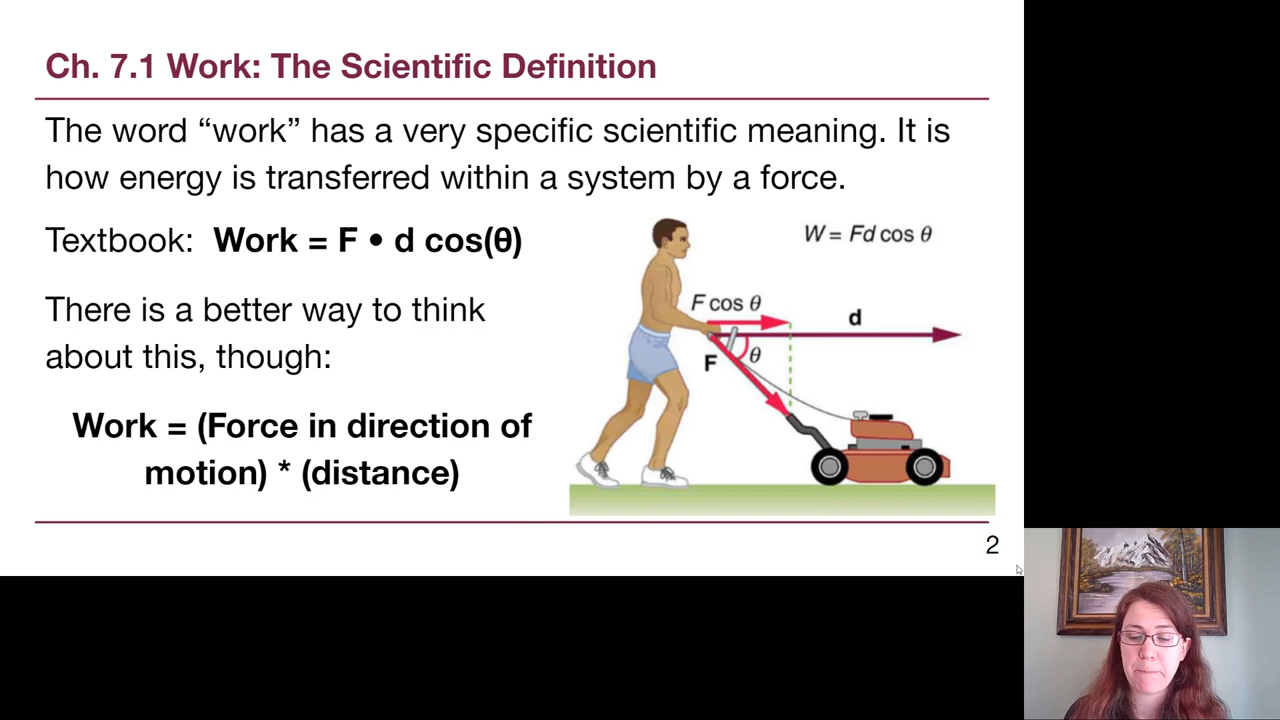 Ch. 7.1 Work: The Scientific Definition
The word “work” has a very specific scientific meaning. It is
how energy is transferred within a system by a force.
Textbook: Work = F • d cos(θ)
There is a better way to think
about this, though:
Work = (Force in direction of
motion) * (distance)
W = Fd cos θ
F cos θ
d
F
θ
2